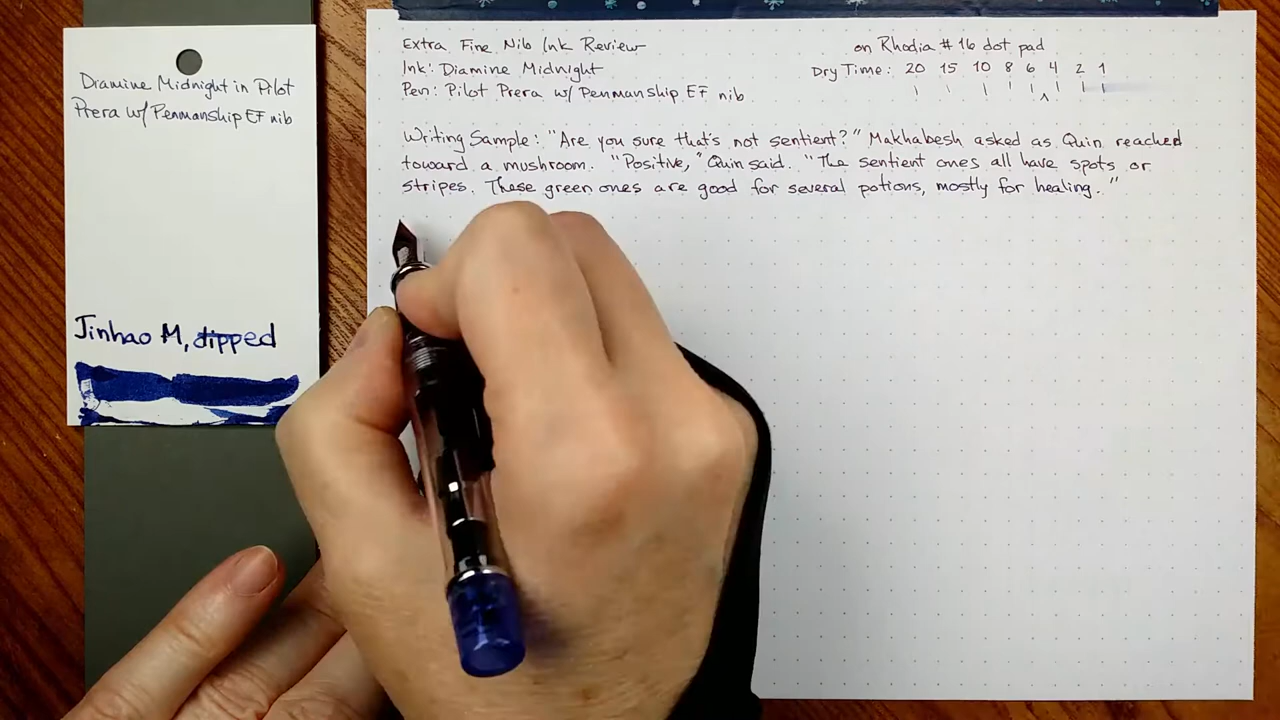 Diamine Midnight in Pilot
Prera w/ Penmanship EF nib
Jinhao M, dipped
Extra Fine Nib Ink Review
Ink: Diamine Midnight
Pen: Pilot Prera w/ Penmanship EF nib
on Rhodia #16 dot pad
Dry Time: 20 15 10 8 6 4 2 1
Writing Sample: "Are you sure that's not sentient?" Makhabesh asked as Quin reached
toward a mushroom. "Positive," Quin said. "The sentient ones all have spots or
stripes. These green ones are good for several potions, mostly for healing."